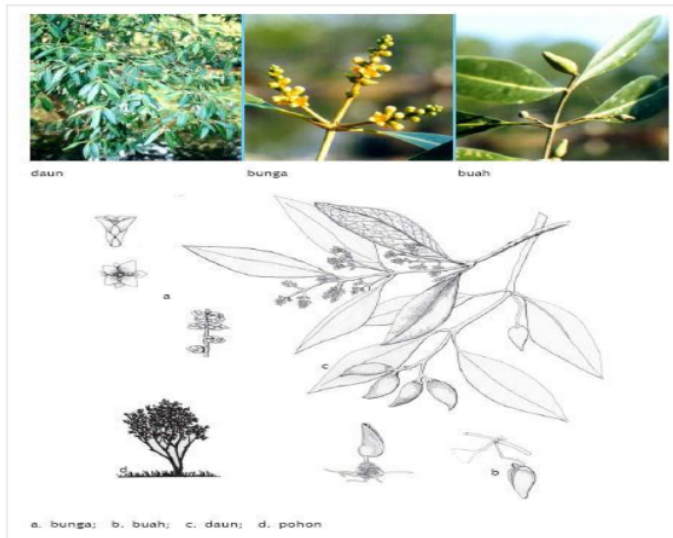 daun bunga buah
a
c
d
b
a. bunga; b. buah; c. daun; d. pohon